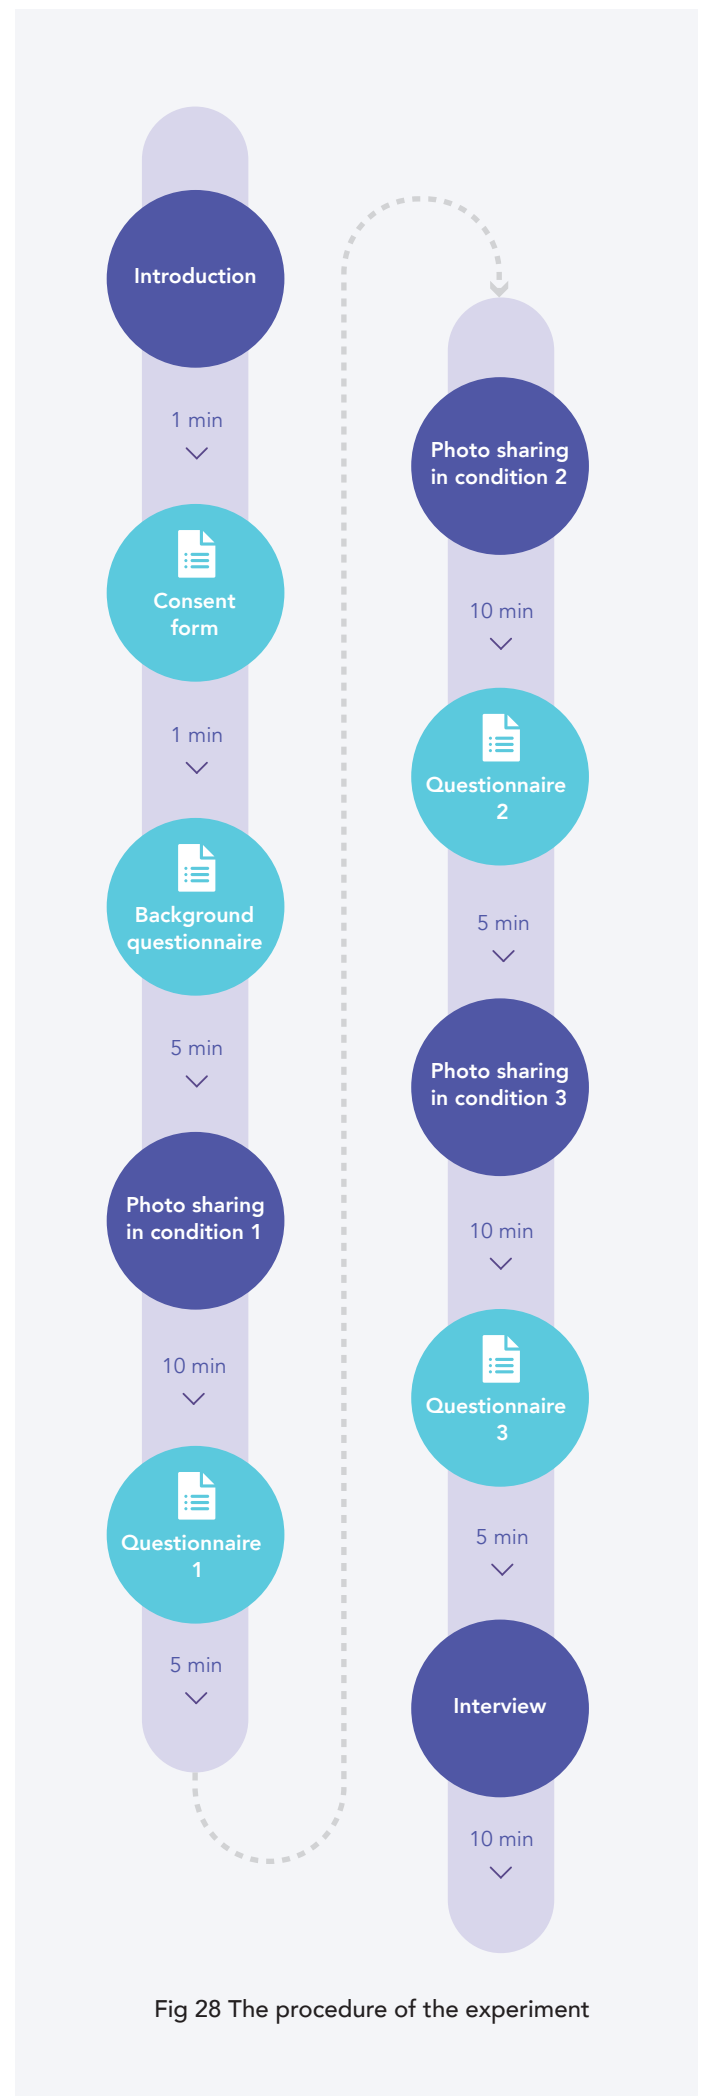 Introduction
1 min
Consent
form
1 min
Background
questionnaire
5 min
Photo sharing
in condition 1
10 min
Questionnaire
1
5 min
Photo sharing
in condition 2
10 min
Questionnaire
2
5 min
Photo sharing
in condition 3
10 min
Questionnaire
3
5 min
Interview
10 min
Fig 28 The procedure of the experiment